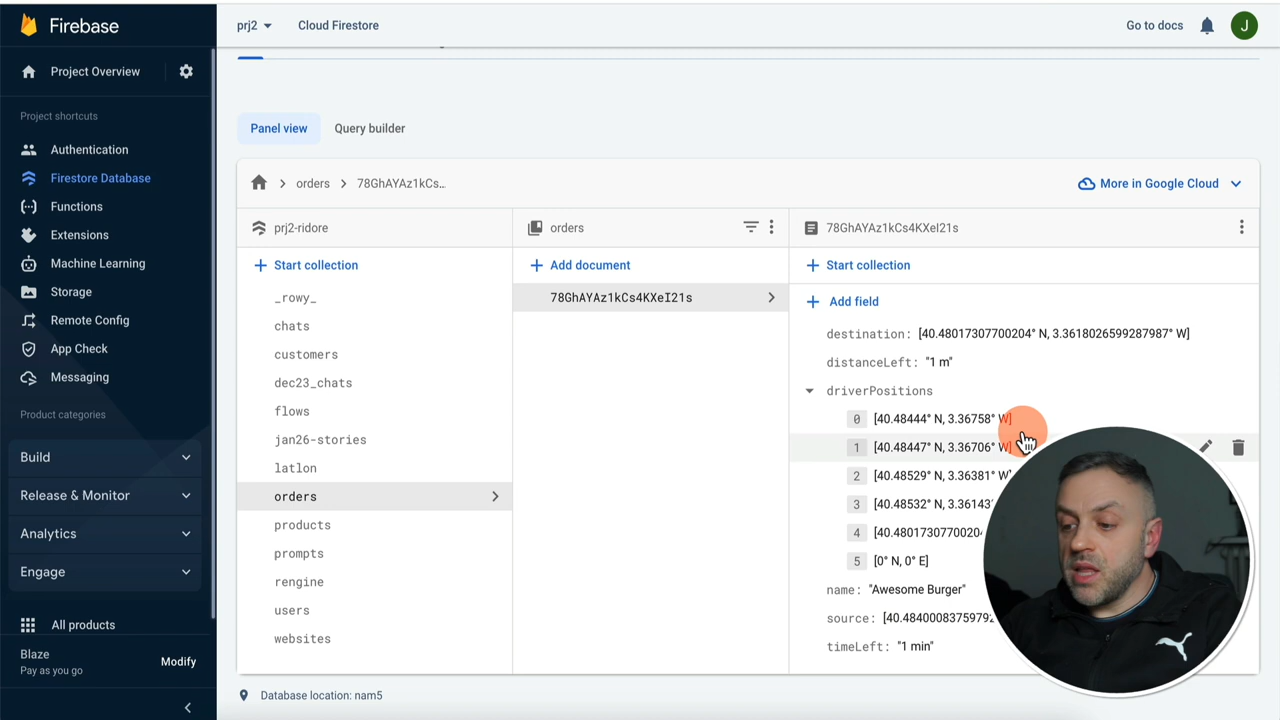 Firebase
prj2
Cloud Firestore
Go to docs
J
Project Overview
Project shortcuts
Authentication
Firestore Database
Functions
Extensions
Machine Learning
Storage
Remote Config
App Check
Messaging
Product categories
Build
Release & Monitor
Analytics
Engage
All products
Blaze
Pay as you go
Modify
Panel view
Query builder
orders
78GhAYAz1kCs…
More in Google Cloud
prj2-ridore
Start collection
_rowy_
chats
customers
dec23_chats
flows
jan26-stories
latlon
orders
products
prompts
rengine
users
websites
orders
Add document
78GhAYAz1kCs4KXeI21s
78GhAYAz1kCs4KXeI21s
Start collection
Add field
destination: [40.48017307700204° N, 3.3618026599287987° W]
distanceLeft: "1 m"
driverPositions
0 [40.48444° N, 3.36758° W]
1 [40.48447° N, 3.36706° W]
2 [40.48529° N, 3.36381° W]
3 [40.48532° N, 3.36143
4 [40.4801730770020
5 [0° N, 0° E]
name: "Awesome Burger"
source: [40.4840008375979
timeLeft: "1 min"
Database location: nam5